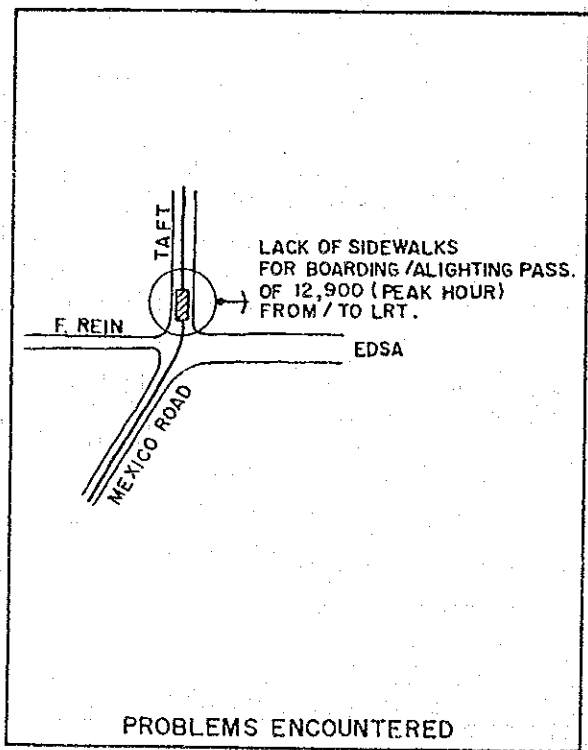 TAFT
LACK OF SIDEWALKS
FOR BOARDING/ALIGHTING PASS.
OF 12,900 (PEAK HOUR)
FROM/TO LRT.
F. REIN
EDSA
MEXICO ROAD
PROBLEMS ENCOUNTERED